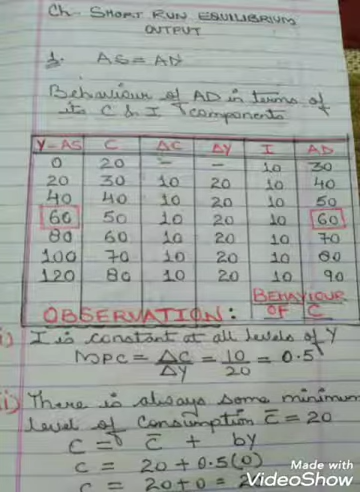 Ch- SHORT RUN EQUILIBRIUM
OUTPUT
1. AS = AD
Behaviour of AD in terms of
its C & I components
Y=AS C ΔC ΔY I AD
0 20 - - 10 30
20 30 10 20 10 40
40 40 10 20 10 50
60 50 10 20 10 60
80 60 10 20 10 70
100 70 10 20 10 80
120 80 10 20 10 90
OBSERVATION: BEHAVIOUR OF C
i) I is constant at all levels of Y
MPC = ΔC/ΔY = 10/20 = 0.5
ii) There is always some minimum
level of consumption C̄ = 20
C = C̄ + by
C = 20 + 0.5(0)
C = 20 + 0 = 2
Made with
VideoShow